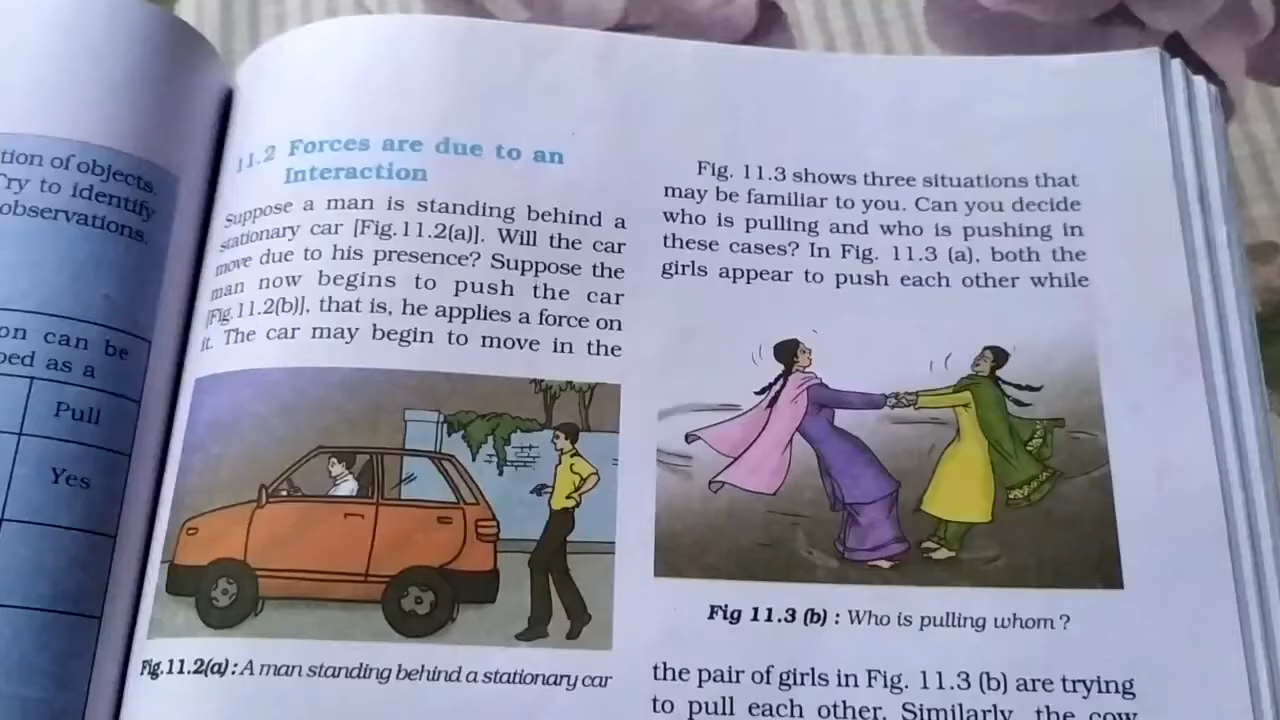 tion of objects.
Try to identify
observations.
on can be
ped as a
Pull
Yes
11.2 Forces are due to an
Interaction
Suppose a man is standing behind a
stationary car [Fig.11.2(a)]. Will the car
move due to his presence? Suppose the
man now begins to push the car
[Fig.11.2(b)], that is, he applies a force on
it. The car may begin to move in the
Fig.11.2(a) : A man standing behind a stationary car
Fig. 11.3 shows three situations that
may be familiar to you. Can you decide
who is pulling and who is pushing in
these cases? In Fig. 11.3 (a), both the
girls appear to push each other while
Fig 11.3 (b) : Who is pulling whom?
the pair of girls in Fig. 11.3 (b) are trying
to pull each other. Similarly, the cow